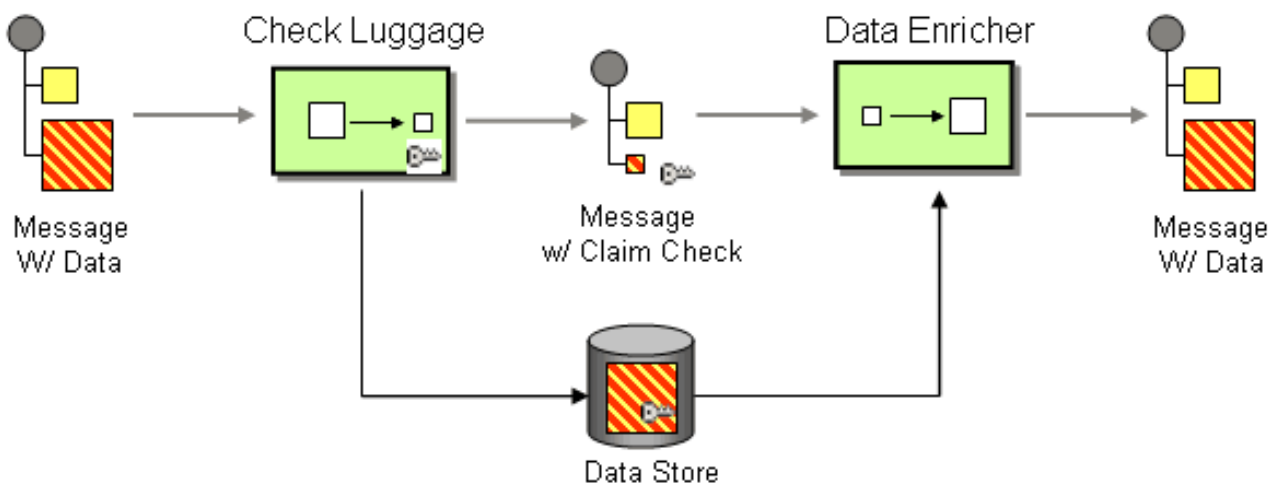 Check Luggage
Data Enricher
Message
W/ Data
Message
w/ Claim Check
Message
W/ Data
Data Store